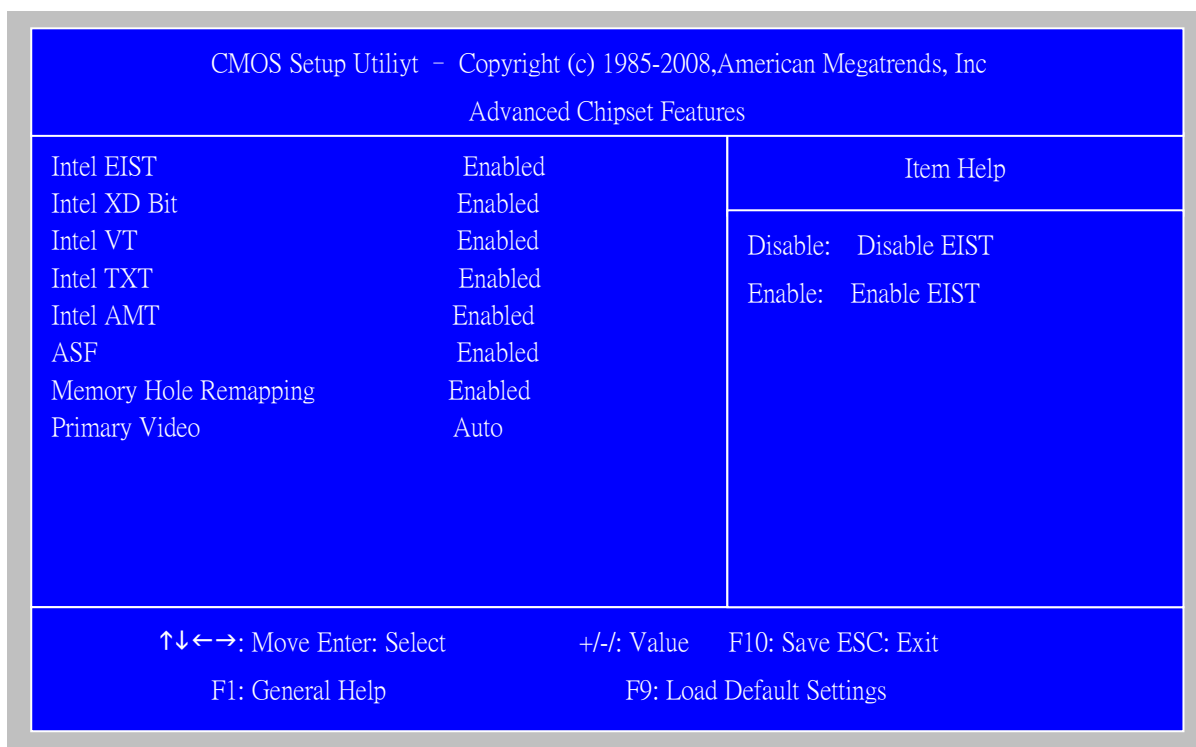 CMOS Setup Utiliyt － Copyright (c) 1985-2008,American Megatrends, Inc
Advanced Chipset Features
Intel EIST Enabled
Intel XD Bit Enabled
Intel VT Enabled
Intel TXT Enabled
Intel AMT Enabled
ASF Enabled
Memory Hole Remapping Enabled
Primary Video Auto
Item Help
Disable: Disable EIST
Enable: Enable EIST
↑↓←→: Move Enter: Select +/-/: Value F10: Save ESC: Exit
F1: General Help F9: Load Default Settings